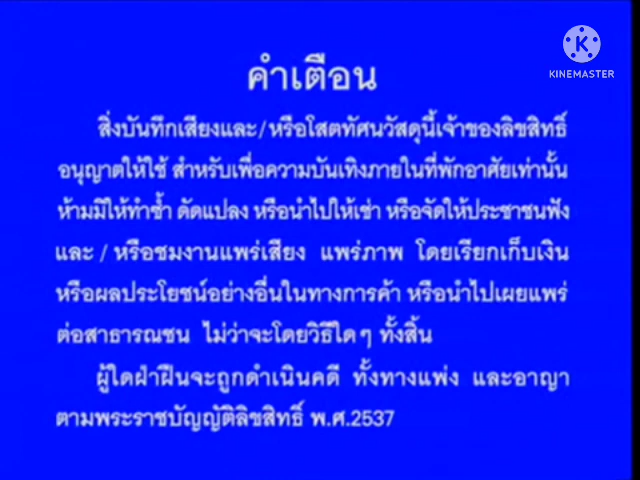 คำเตือน
KINEMASTER
สิ่งบันทึกเสียงและ/หรือโสตทัศนวัสดุนี้เจ้าของลิขสิทธิ์
อนุญาตให้ใช้ สำหรับเพื่อความบันเทิงภายในที่พักอาศัยเท่านั้น
ห้ามมิให้ทำซ้ำ ดัดแปลง หรือนำไปให้เช่า หรือจัดให้ประชาชนฟัง
และ / หรือชมงานแพร่เสียง แพร่ภาพ โดยเรียกเก็บเงิน
หรือผลประโยชน์อย่างอื่นในทางการค้า หรือนำไปเผยแพร่
ต่อสาธารณชน ไม่ว่าจะโดยวิธีใดๆ ทั้งสิ้น
ผู้ใดฝ่าฝืนจะถูกดำเนินคดี ทั้งทางแพ่ง และอาญา
ตามพระราชบัญญัติลิขสิทธิ์ พ.ศ.2537